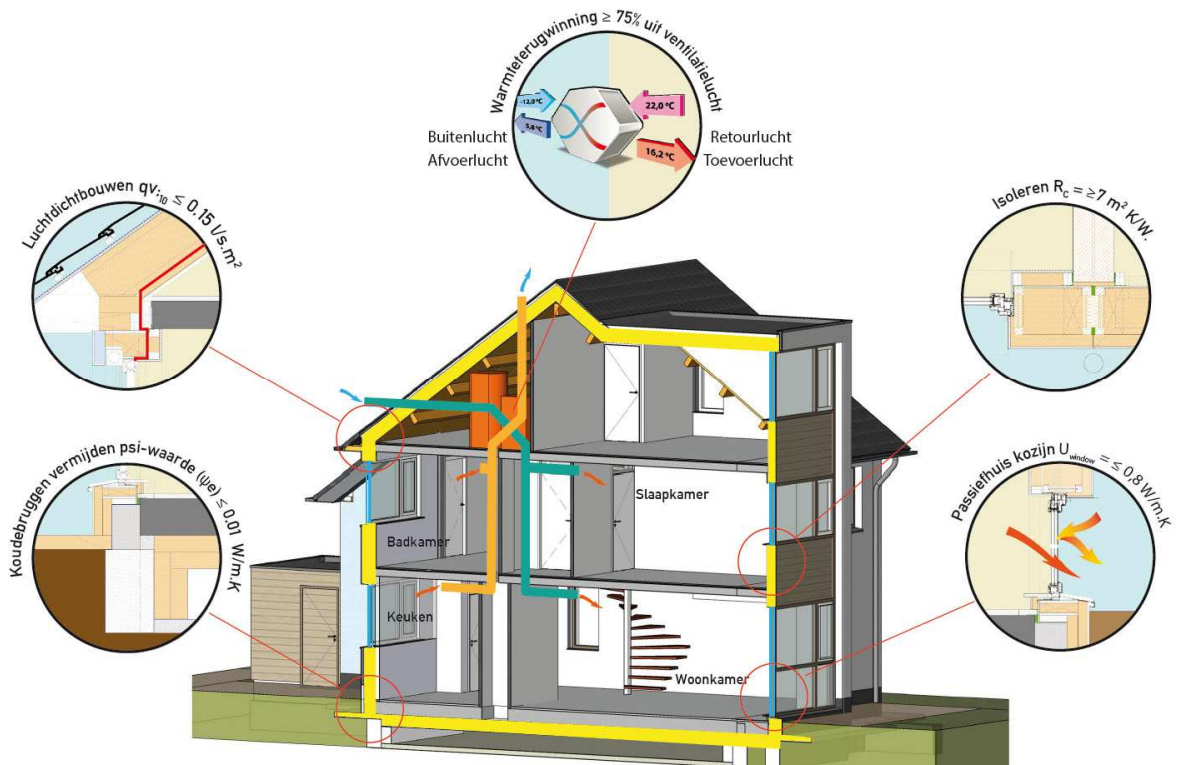 Warmteterugwinning ≥ 75% uit ventilatielucht
-12,0 °C
22,0 °C
5,8 °C
16,2 °C
Buitenlucht
Retourlucht
Afvoerlucht
Toevoerlucht
Luchtdichtbouwen qv;₁₀ ≤ 0.15 l/s.m²
Isoleren R꜀ = ≥7 m² K/W.
Koudebruggen vermijden psi-waarde (ψe) ≤ 0.01 W/m.K
Passiefhuis kozijn U window = ≤ 0,8 W/m.K
Slaapkamer
Badkamer
Keuken
Woonkamer